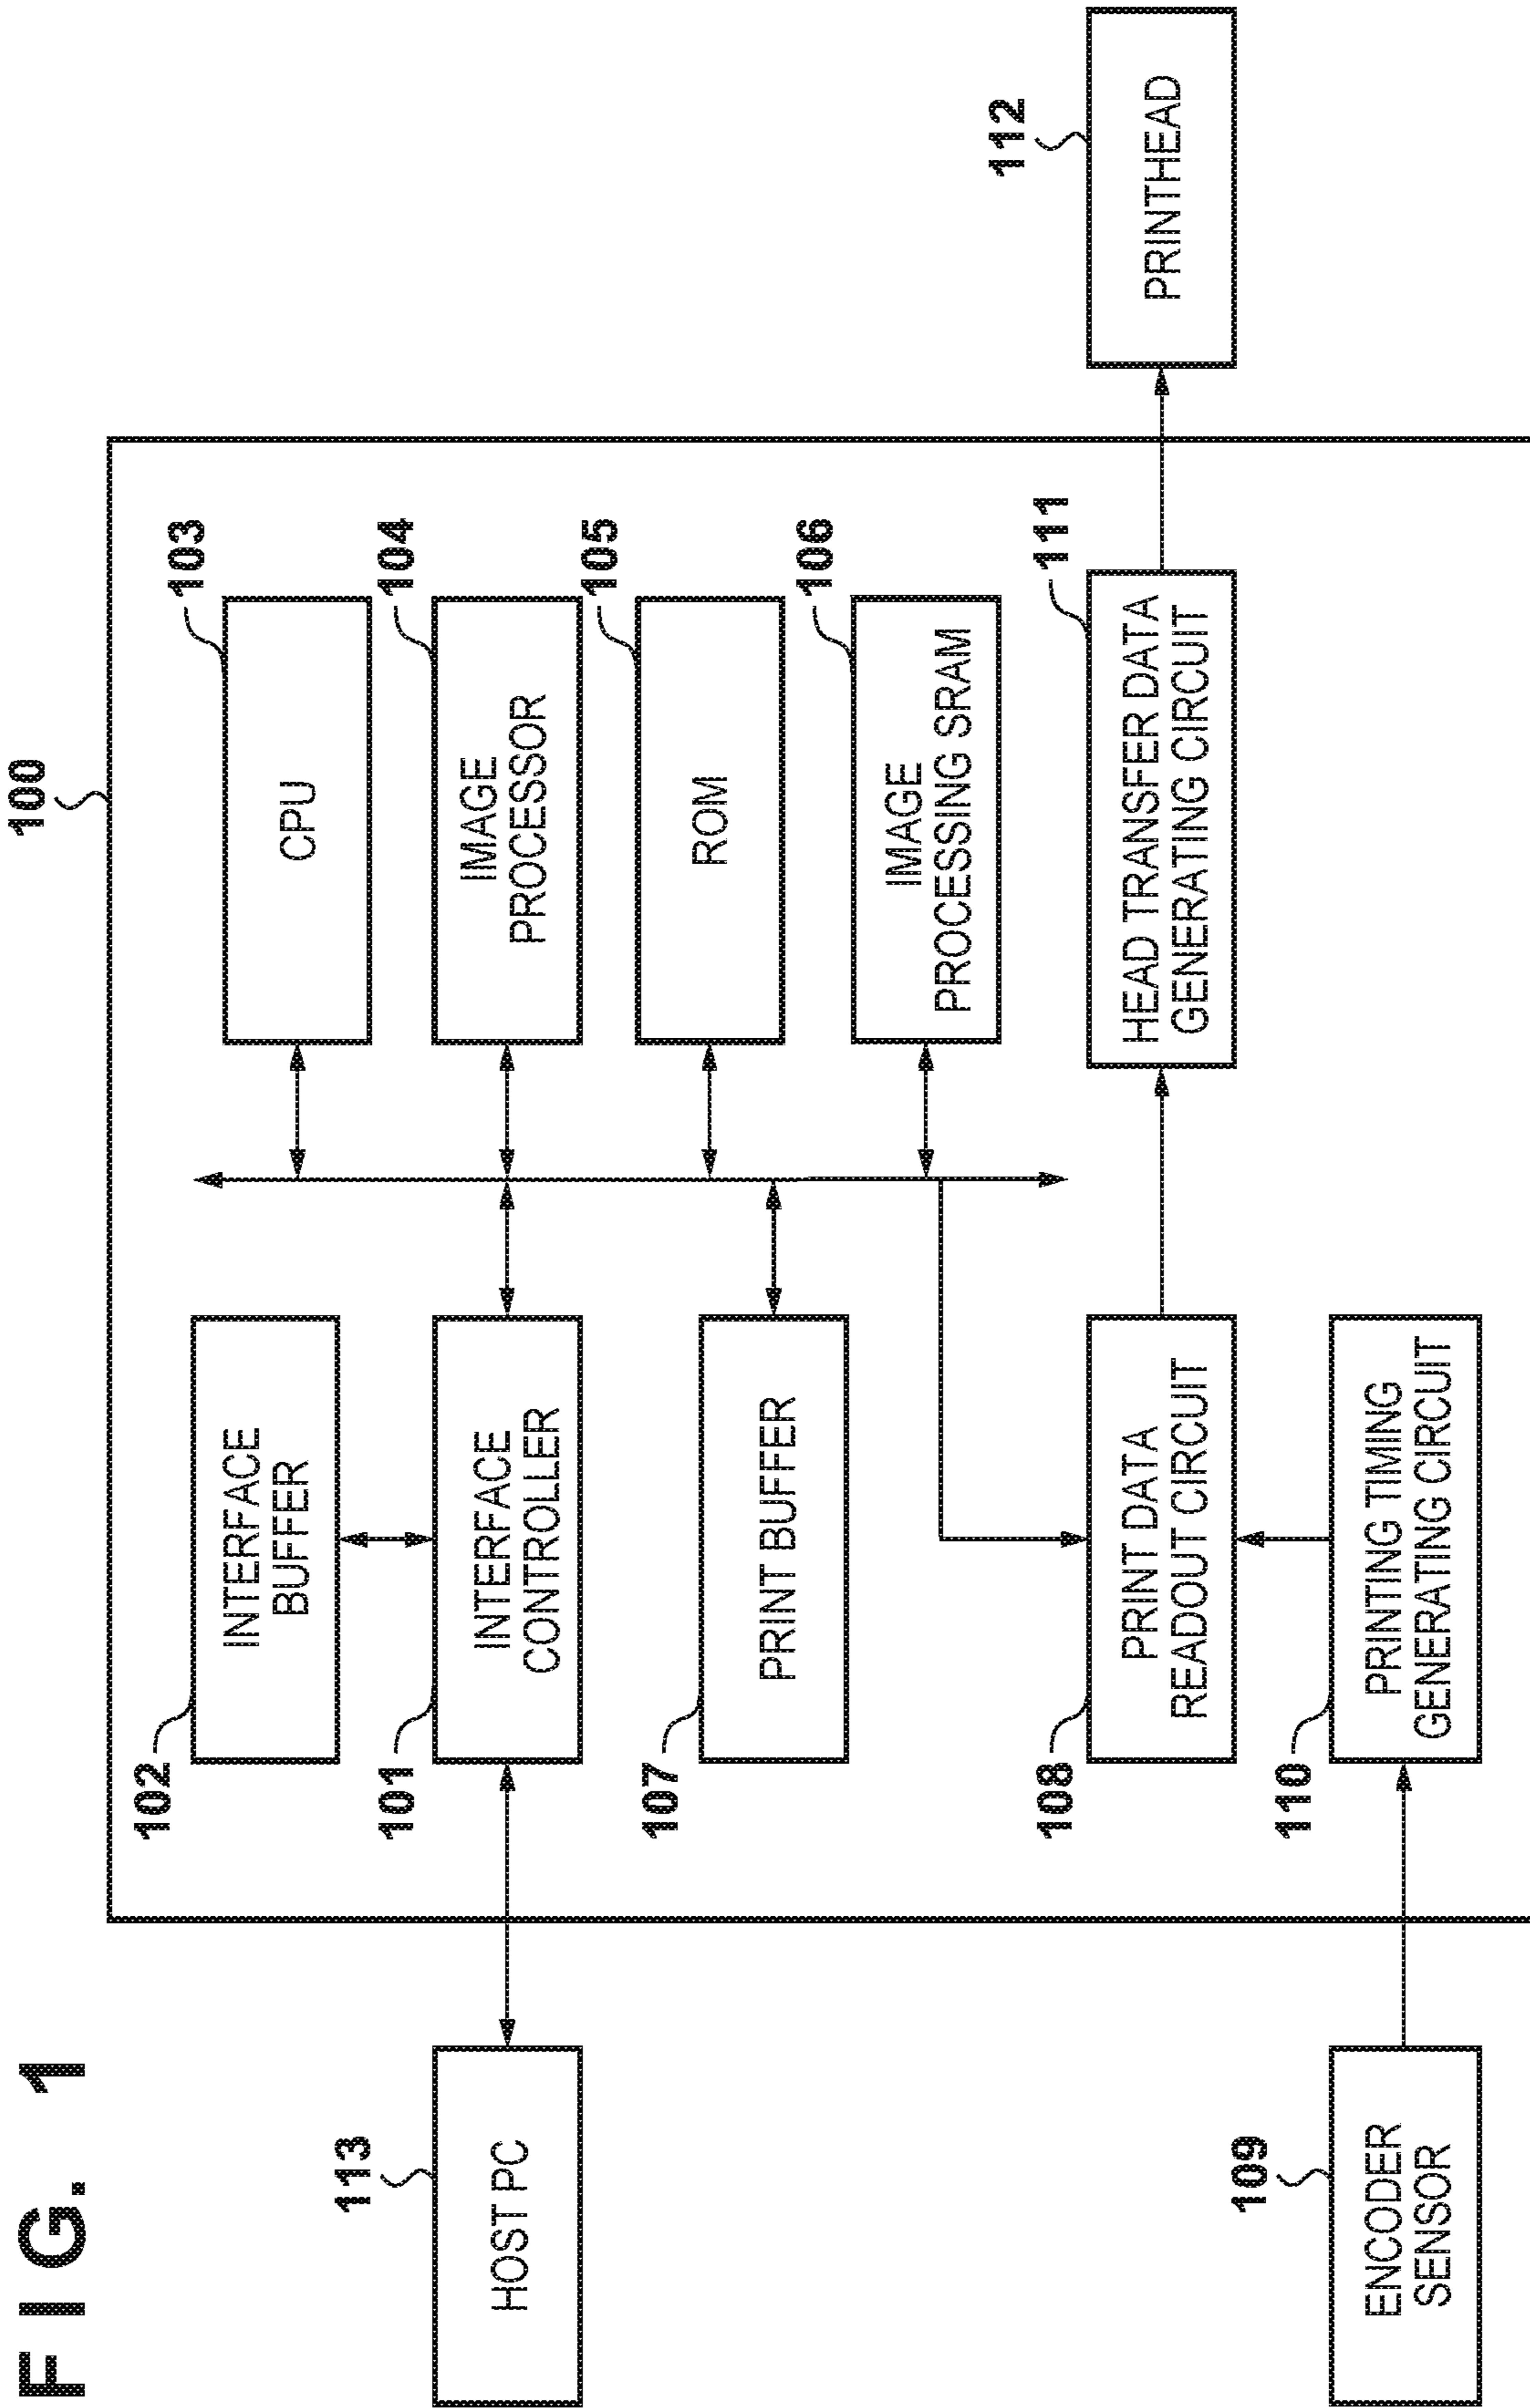 FIG. 1
100
102
INTERFACE
BUFFER
103
CPU
113
HOST PC
101
INTERFACE
CONTROLLER
104
IMAGE
PROCESSOR
107
PRINT BUFFER
105
ROM
106
IMAGE
PROCESSING SRAM
108
PRINT DATA
READOUT CIRCUIT
111
HEAD TRANSFER DATA
GENERATING CIRCUIT
112
PRINTHEAD
109
ENCODER
SENSOR
110
PRINTING TIMING
GENERATING CIRCUIT